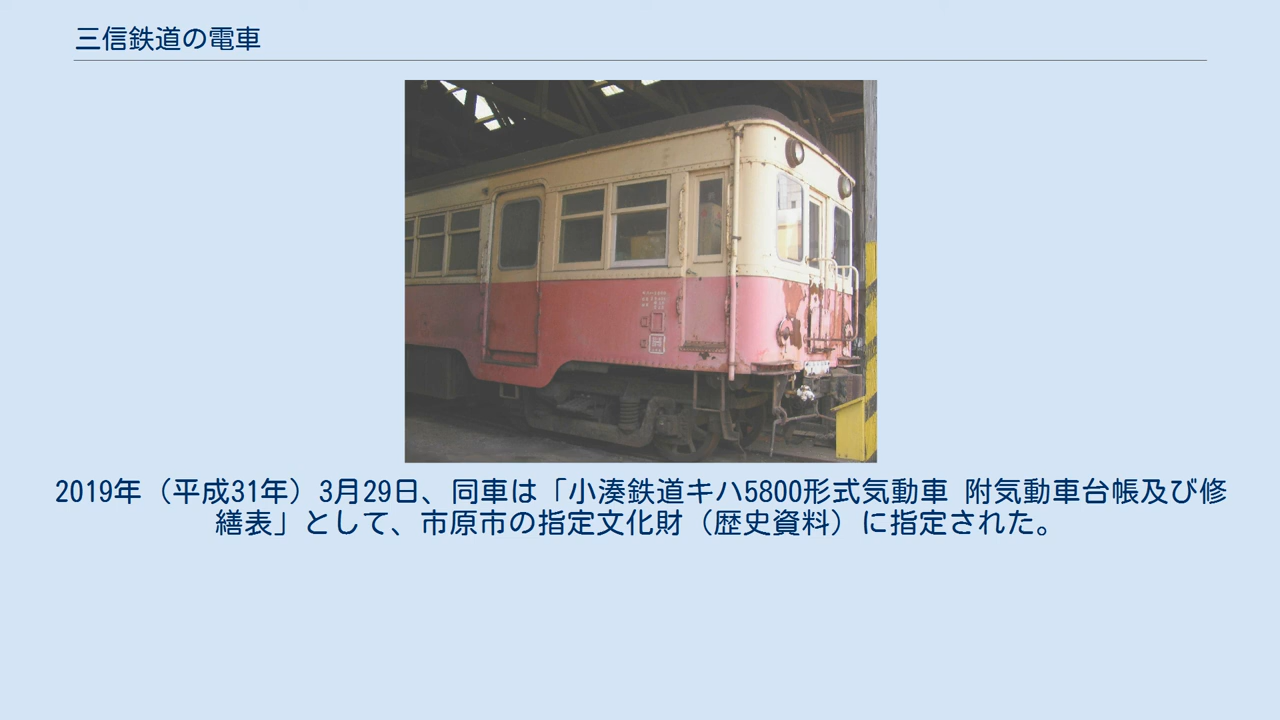 三信鉄道の電車
2019年（平成31年）3月29日、同車は「小湊鉄道キハ5800形式気動車 附気動車台帳及び修
繕表」として、市原市の指定文化財（歴史資料）に指定された。